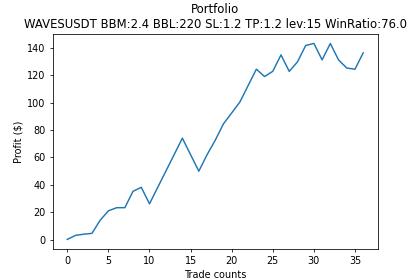 Portfolio
WAVESUSDT BBM:2.4 BBL:220 SL:1.2 TP:1.2 lev:15 WinRatio:76.0
140
120
100
80
60
40
20
0
Profit ($)
0 5 10 15 20 25 30 35
Trade counts